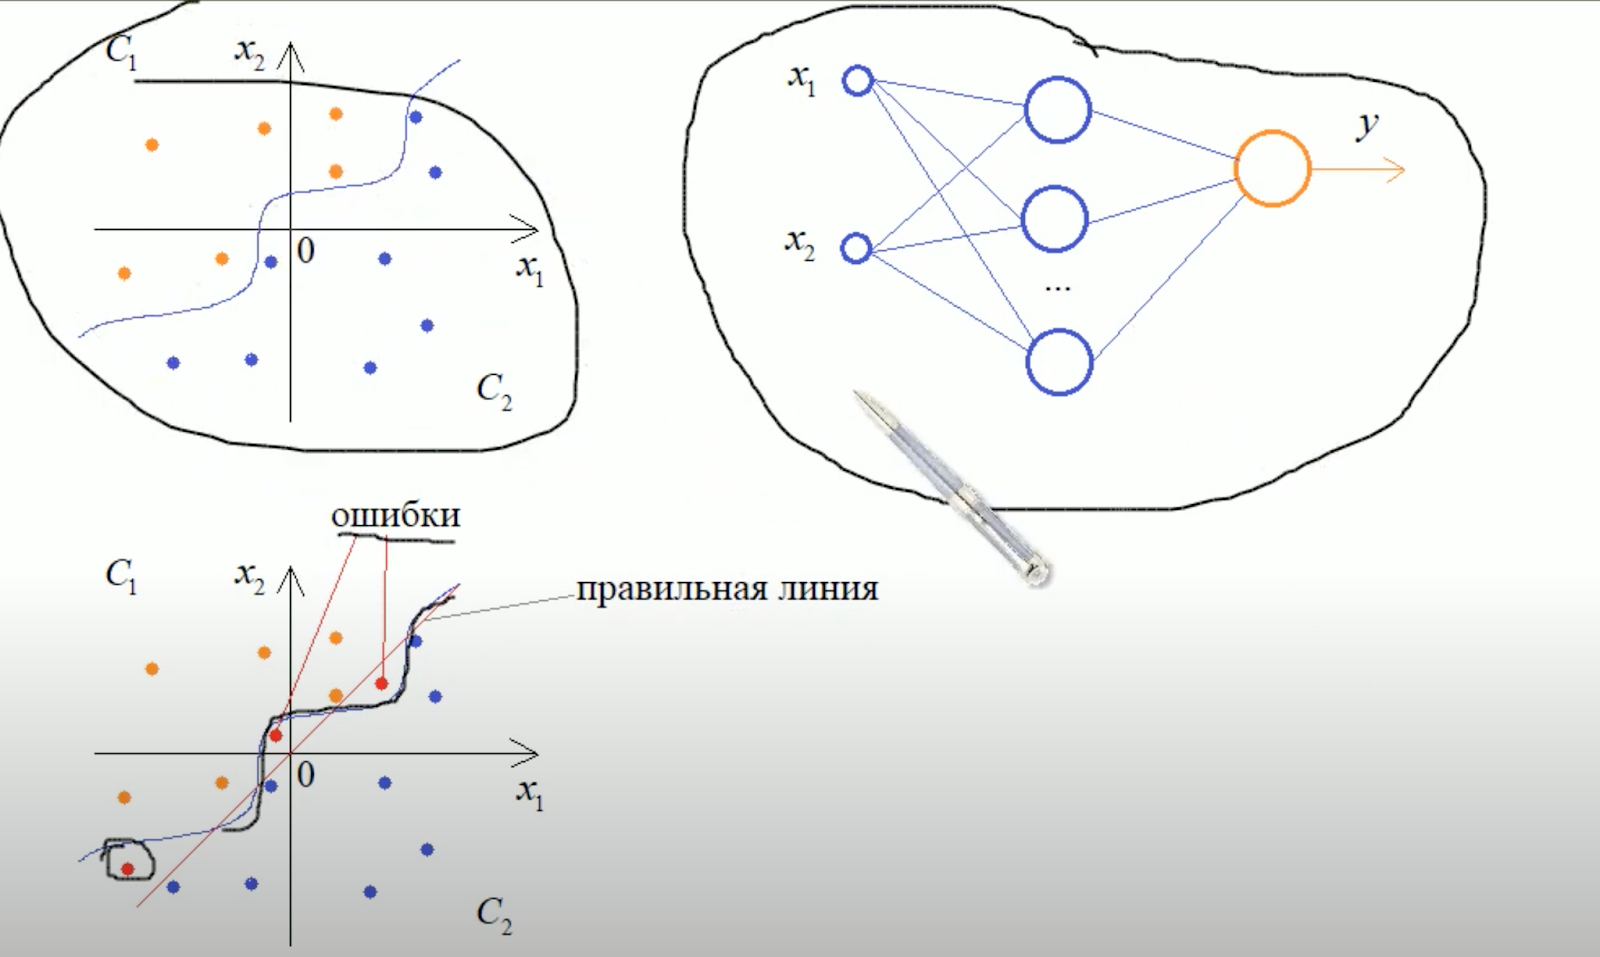 C₁
x₂
0
x₁
C₂
x₁
x₂
...
y
ошибки
C₁
x₂
правильная линия
0
x₁
C₂